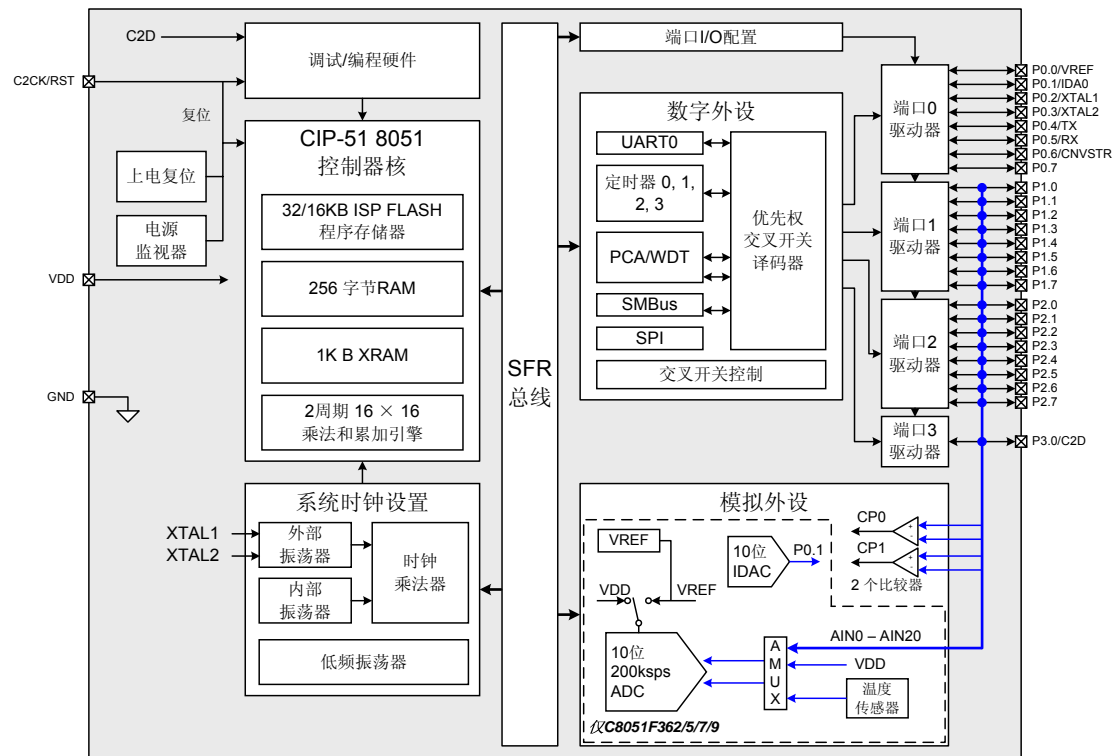 C2D
C2CK/RST
复位
上电复位
电源
监视器
VDD
GND
调试/编程硬件
CIP-51 8051
控制器核
32/16KB ISP FLASH
程序存储器
256 字节RAM
1K B XRAM
2周期 16 × 16
乘法和累加引擎
系统时钟设置
XTAL1
XTAL2
外部
振荡器
内部
振荡器
时钟
乘法器
低频振荡器
SFR
总线
端口I/O配置
数字外设
UART0
定时器 0, 1,
2, 3
PCA/WDT
SMBus
SPI
优先权
交叉开关
译码器
交叉开关控制
端口0
驱动器
端口1
驱动器
端口2
驱动器
端口3
驱动器
P0.0/VREF
P0.1/IDA0
P0.2/XTAL1
P0.3/XTAL2
P0.4/TX
P0.5/RX
P0.6/CNVSTR
P0.7
P1.0
P1.1
P1.2
P1.3
P1.4
P1.5
P1.6
P1.7
P2.0
P2.1
P2.2
P2.3
P2.4
P2.5
P2.6
P2.7
P3.0/C2D
模拟外设
VREF
VDD
VREF
10位
IDAC
P0.1
CP0
+
-
CP1
+
-
2 个比较器
10位
200ksps
ADC
A
M
U
X
AIN0 – AIN20
VDD
温度
传感器
仅C8051F362/5/7/9